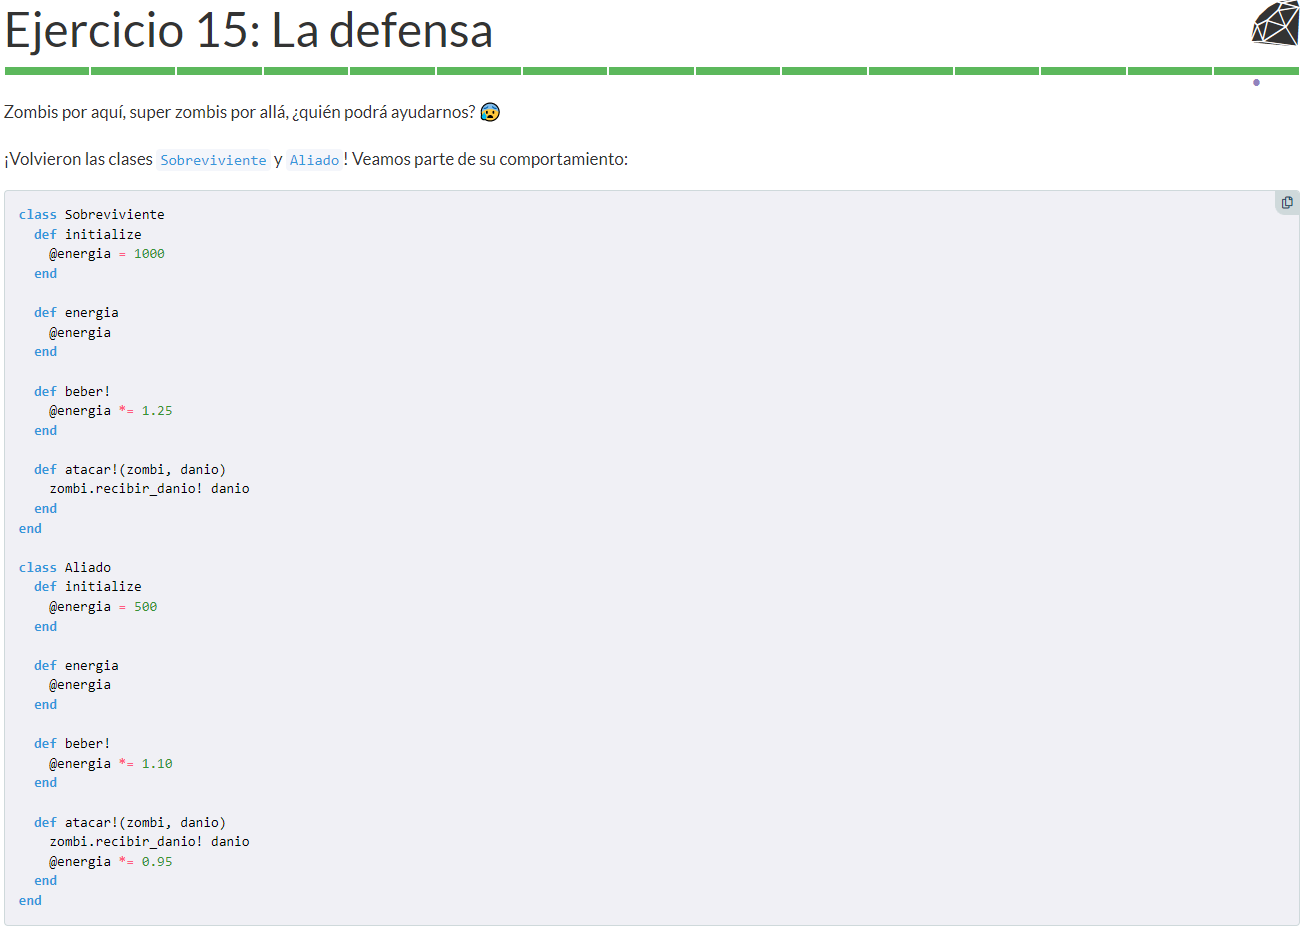 Ejercicio 15: La defensa
Zombis por aquí, super zombis por allá, ¿quién podrá ayudarnos? 😰
¡Volvieron las clases Sobreviviente y Aliado! Veamos parte de su comportamiento:
class Sobreviviente
  def initialize
    @energia = 1000
  end

  def energia
    @energia
  end

  def beber!
    @energia *= 1.25
  end

  def atacar!(zombi, danio)
    zombi.recibir_danio! danio
  end
end

class Aliado
  def initialize
    @energia = 500
  end

  def energia
    @energia
  end

  def beber!
    @energia *= 1.10
  end

  def atacar!(zombi, danio)
    zombi.recibir_danio! danio
    @energia *= 0.95
  end
end